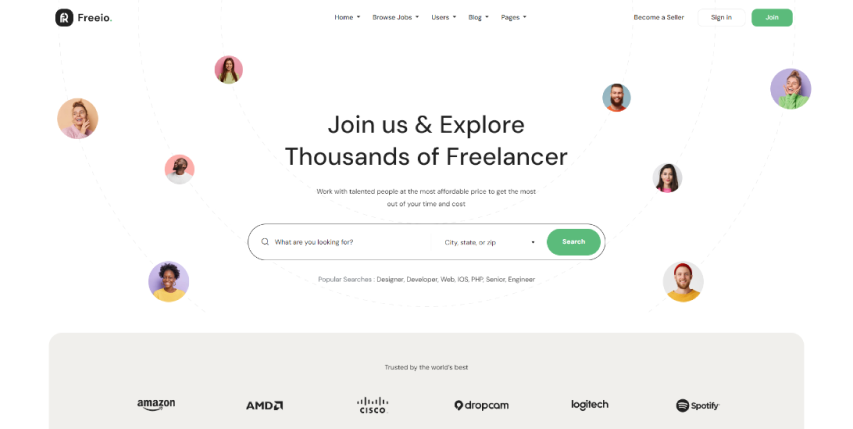 Freeio.
Home Browse Jobs Users Blog Pages
Become a Seller Sign in Join
Join us & Explore
Thousands of Freelancer
Work with talented people at the most affordable price to get the most
out of your time and cost
What are you looking for? City, state, or zip Search
Popular Searches : Designer, Developer, Web, IOS, PHP, Senior, Engineer
Trusted by the world's best
amazon AMD CISCO dropcam logitech Spotify